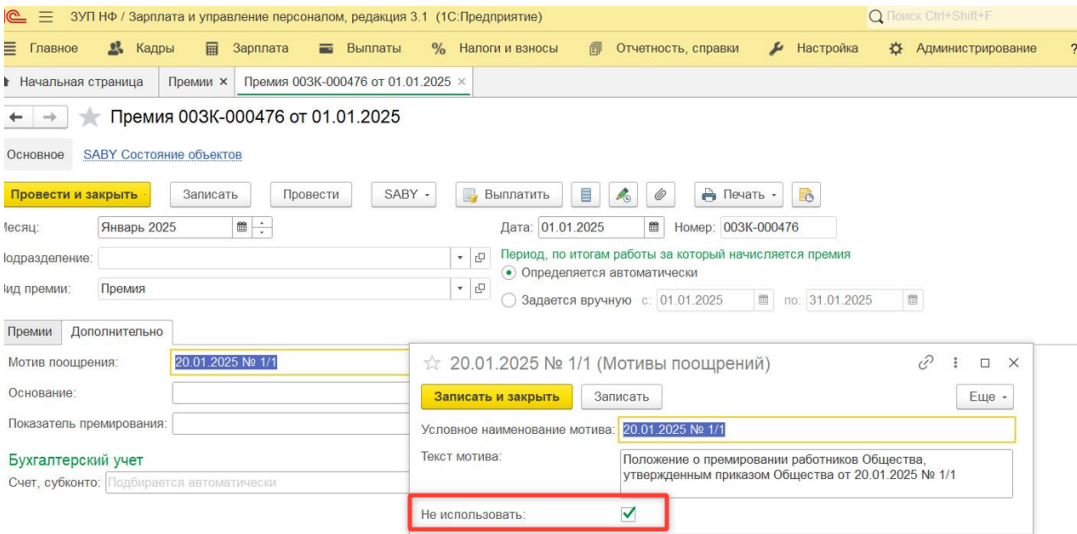 ЗУП НФ / Зарплата и управление персоналом, редакция 3.1 (1С:Предприятие)
Поиск Ctrl+Shift+F
Главное Кадры Зарплата Выплаты % Налоги и взносы Отчетность, справки Настройка Администрирование ?
Начальная страница Премии × Премия 003К-000476 от 01.01.2025 ×
Премия 003К-000476 от 01.01.2025
Основное SABY Состояние объектов
Провести и закрыть Записать Провести SABY Выплатить Печать
Месяц: Январь 2025 Дата: 01.01.2025 Номер: 003К-000476
Подразделение: Период, по итогам работы за который начисляется премия
Определяется автоматически
Вид премии: Премия
Задается вручную с: 01.01.2025 по: 31.01.2025
Премии Дополнительно
Мотив поощрения: 20.01.2025 № 1/1
Основание:
Показатель премирования:
Бухгалтерский учет
Счет, субконто: Подбирается автоматически
20.01.2025 № 1/1 (Мотивы поощрений)
Записать и закрыть Записать Еще
Условное наименование мотива: 20.01.2025 № 1/1
Текст мотива: Положение о премировании работников Общества,
утвержденным приказом Общества от 20.01.2025 № 1/1
Не использовать: